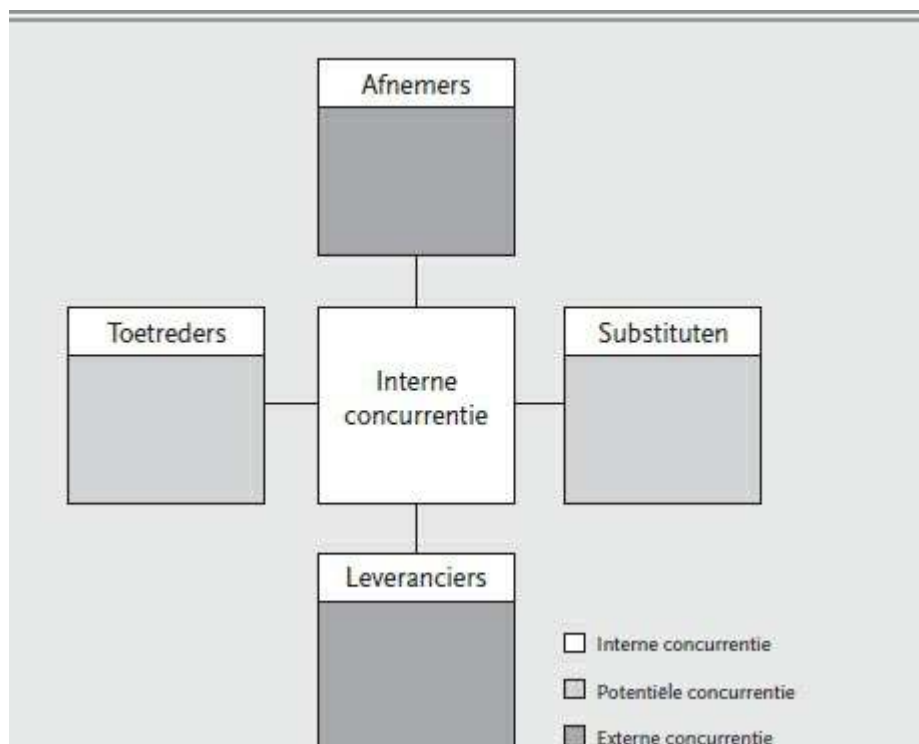 Afnemers
Toetreders
Interne
concurrentie
Substituten
Leveranciers
Interne concurrentie
Potentiële concurrentie
Externe concurrentie